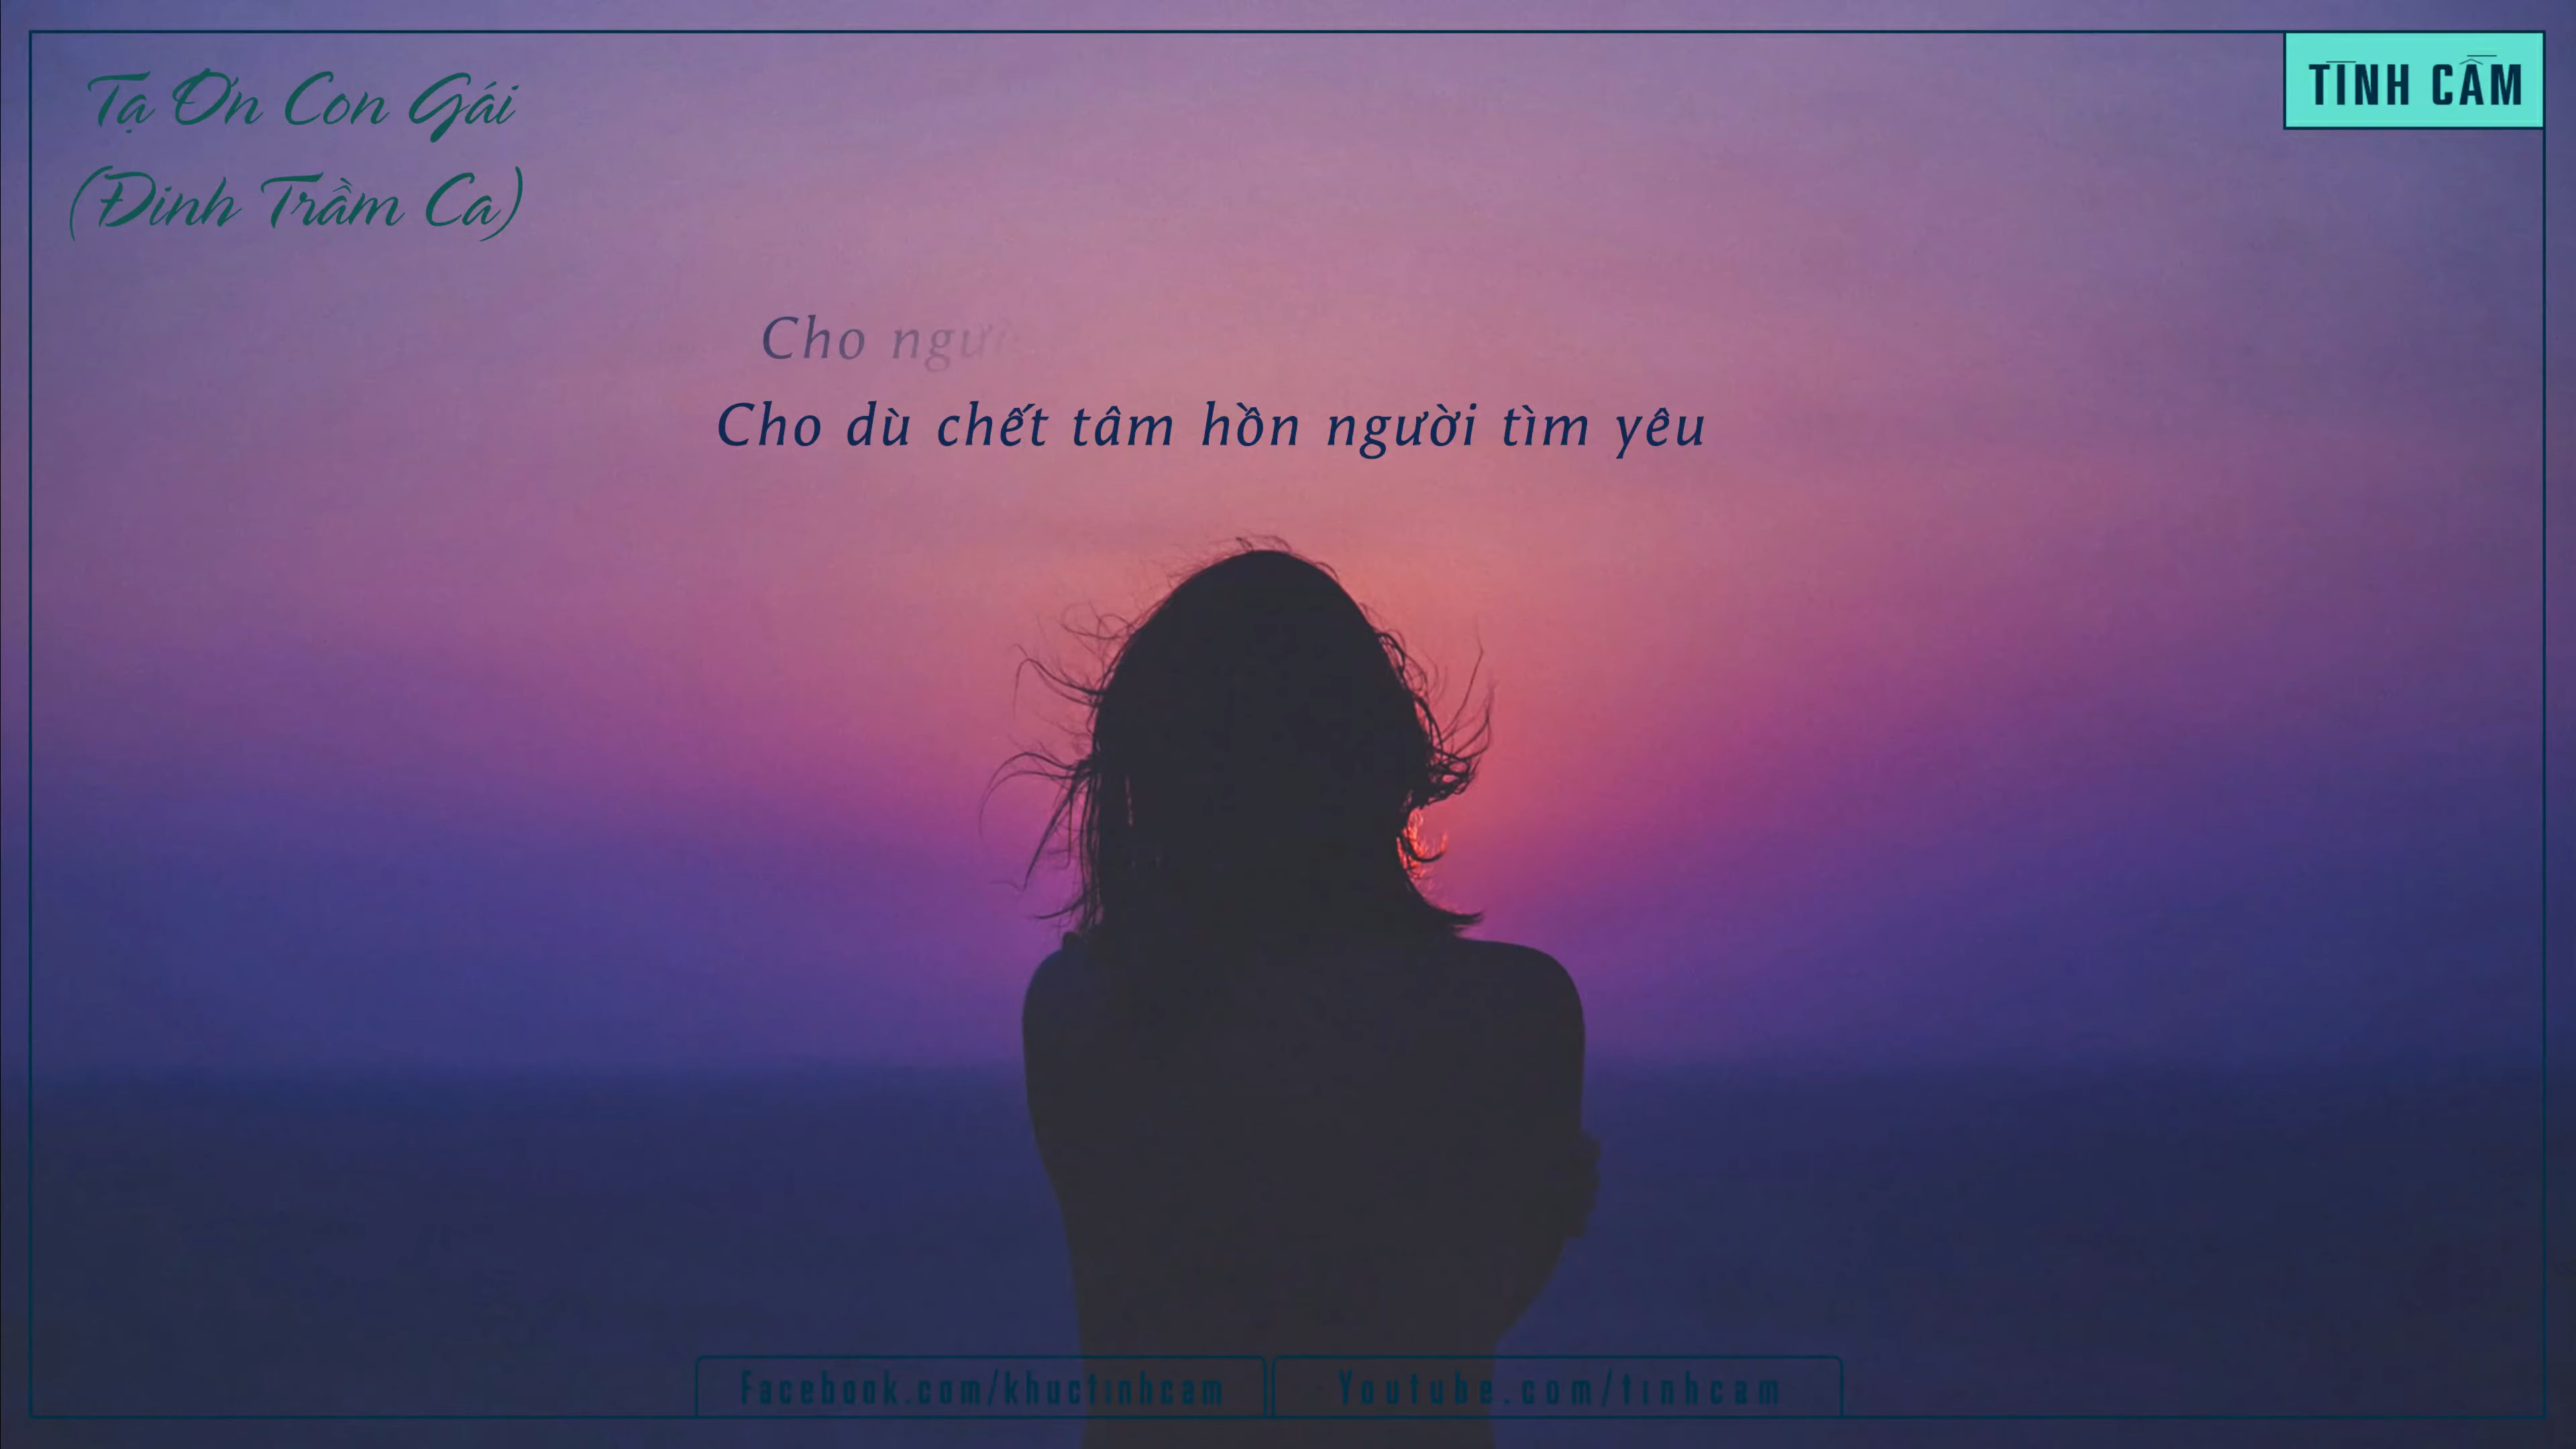 Tạ Ơn Con Gái
(Đinh Trầm Ca)
TÌNH CẦM
Cho
Cho dù chết tâm hồn người tìm yêu
Facebook.com/khuctinhcam
Youtube.com/tinhcam